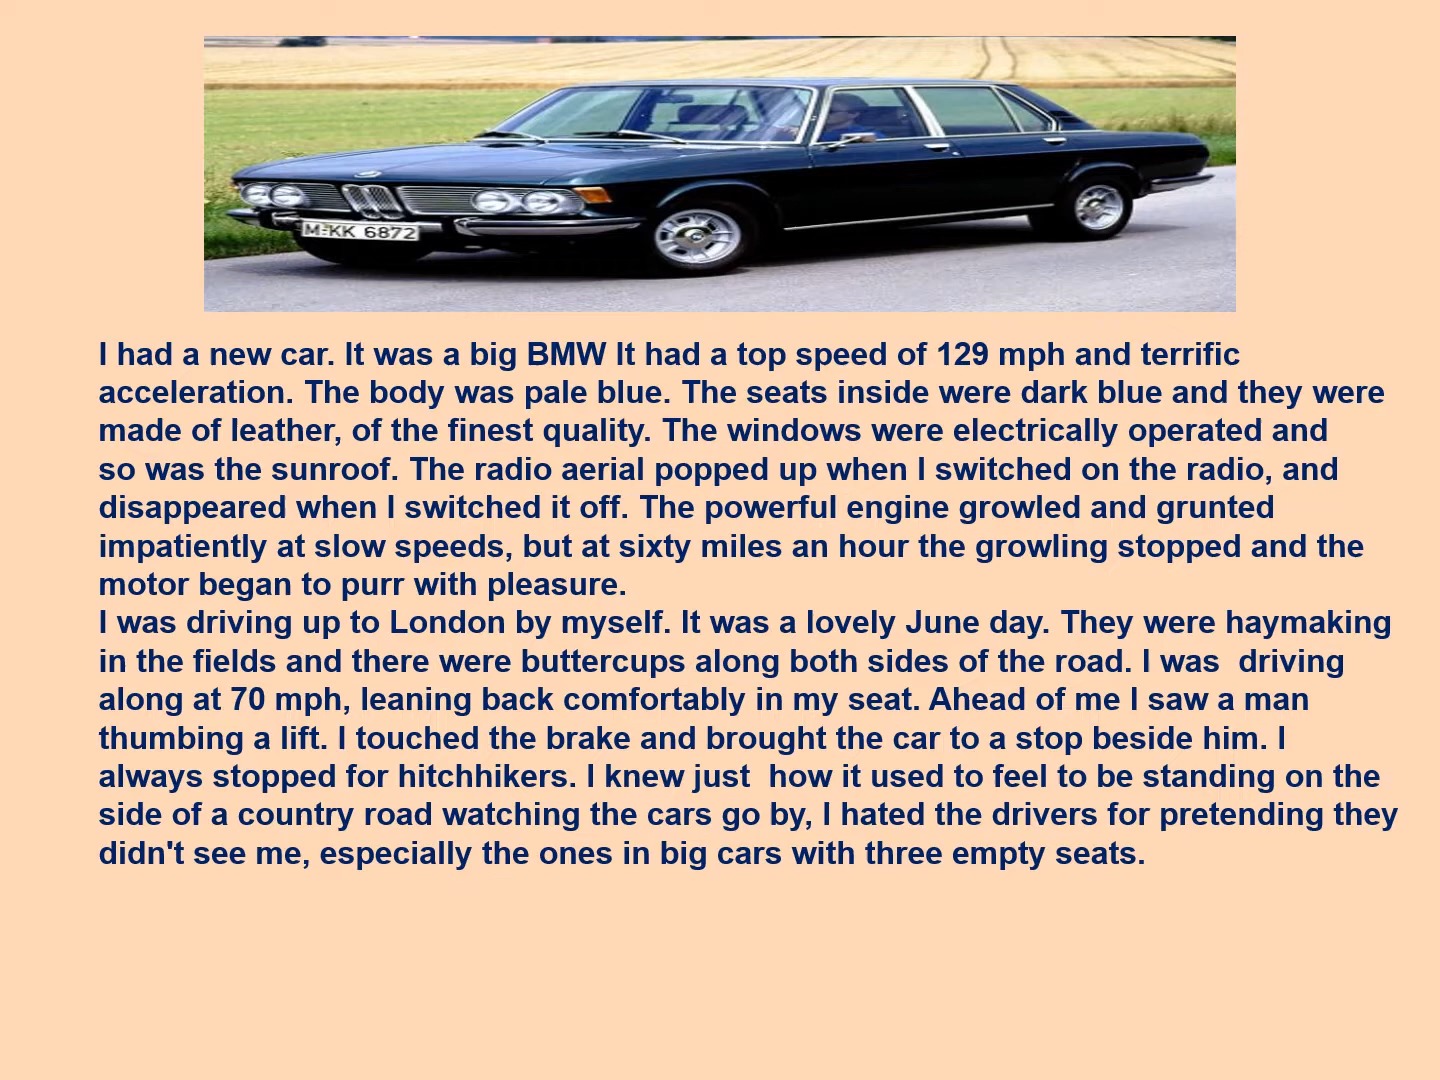 M-KK 6872
I had a new car. It was a big BMW It had a top speed of 129 mph and terrific
acceleration. The body was pale blue. The seats inside were dark blue and they were
made of leather, of the finest quality. The windows were electrically operated and
so was the sunroof. The radio aerial popped up when I switched on the radio, and
disappeared when I switched it off. The powerful engine growled and grunted
impatiently at slow speeds, but at sixty miles an hour the growling stopped and the
motor began to purr with pleasure.
I was driving up to London by myself. It was a lovely June day. They were haymaking
in the fields and there were buttercups along both sides of the road. I was  driving
along at 70 mph, leaning back comfortably in my seat. Ahead of me I saw a man
thumbing a lift. I touched the brake and brought the car to a stop beside him. I
always stopped for hitchhikers. I knew just  how it used to feel to be standing on the
side of a country road watching the cars go by, I hated the drivers for pretending they
didn't see me, especially the ones in big cars with three empty seats.